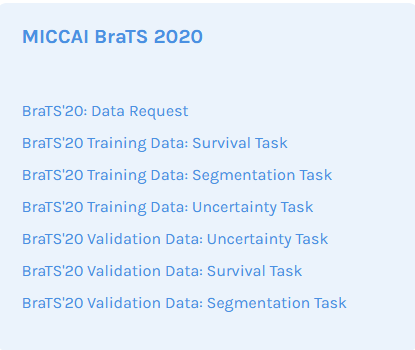 MICCAI BraTS 2020
BraTS'20: Data Request
BraTS'20 Training Data: Survival Task
BraTS'20 Training Data: Segmentation Task
BraTS'20 Training Data: Uncertainty Task
BraTS'20 Validation Data: Uncertainty Task
BraTS'20 Validation Data: Survival Task
BraTS'20 Validation Data: Segmentation Task